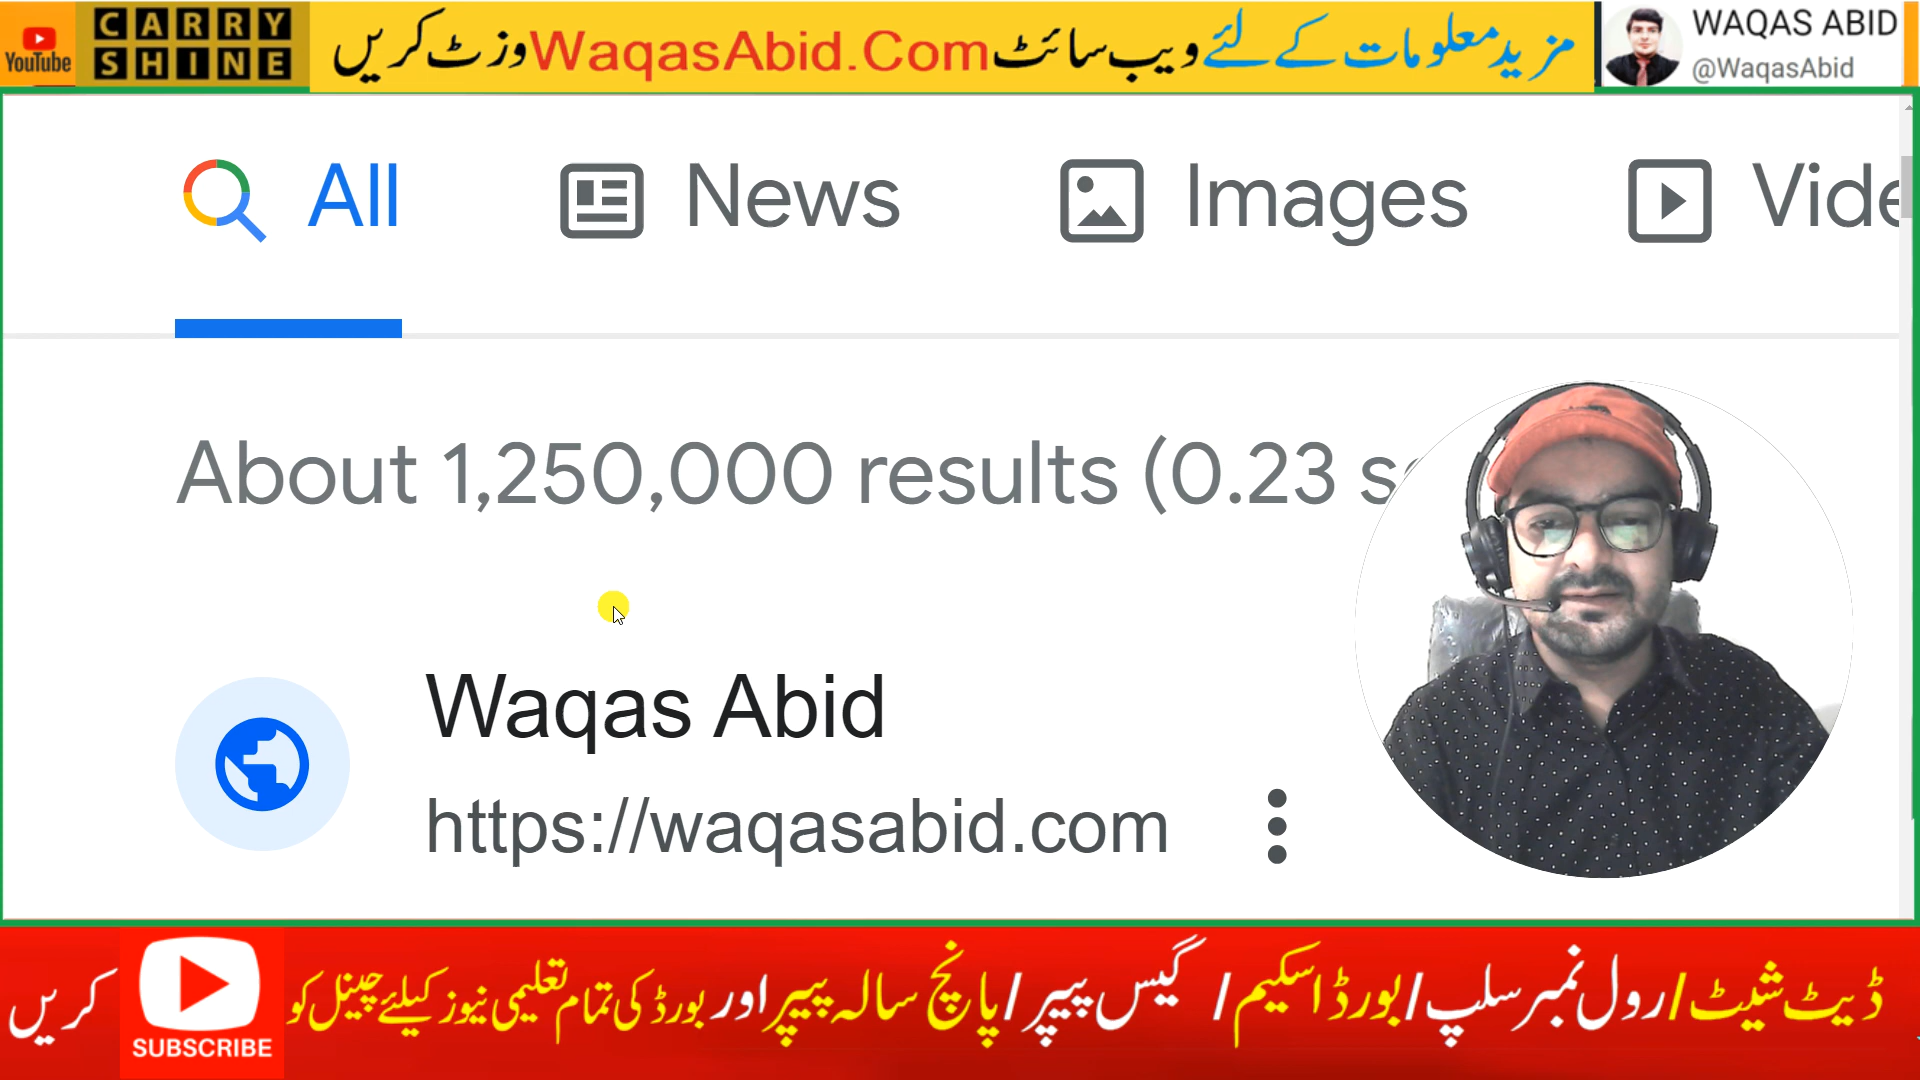 YouTube
CARRY
SHINE
مزید معلومات کے لئے ویب سائٹ WaqasAbid.Com وزٹ کریں
WAQAS ABID
@WaqasAbid
All News Images Vide
About 1,250,000 results (0.23 s
Waqas Abid
https://waqasabid.com
ڈیٹ شیٹ/رول نمبر سلپ/بورڈ اسکیم/ گیس پیپر/پانچ سالہ پیپر اور بورڈ کی تمام تعلیمی نیوز کیلئے چینل کو SUBSCRIBE کریں